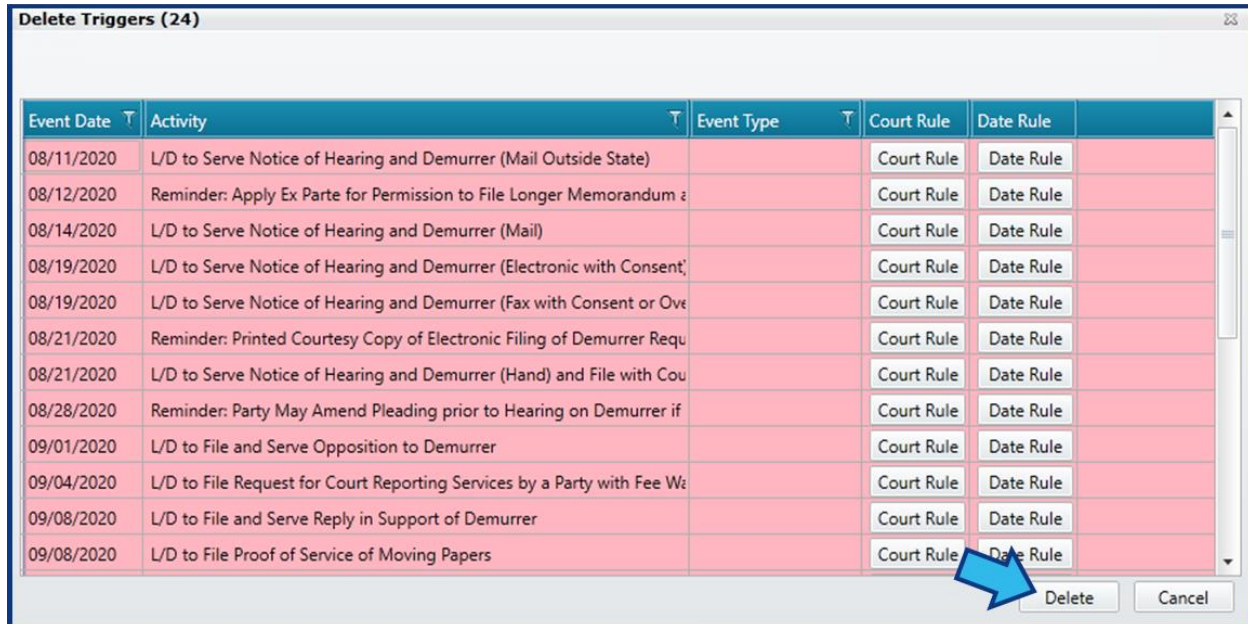 Delete Triggers (24)
Event Date Activity Event Type Court Rule Date Rule
08/11/2020 L/D to Serve Notice of Hearing and Demurrer (Mail Outside State) Court Rule Date Rule
08/12/2020 Reminder: Apply Ex Parte for Permission to File Longer Memorandum a Court Rule Date Rule
08/14/2020 L/D to Serve Notice of Hearing and Demurrer (Mail) Court Rule Date Rule
08/19/2020 L/D to Serve Notice of Hearing and Demurrer (Electronic with Consent) Court Rule Date Rule
08/19/2020 L/D to Serve Notice of Hearing and Demurrer (Fax with Consent or Ove Court Rule Date Rule
08/21/2020 Reminder: Printed Courtesy Copy of Electronic Filing of Demurrer Requ Court Rule Date Rule
08/21/2020 L/D to Serve Notice of Hearing and Demurrer (Hand) and File with Cou Court Rule Date Rule
08/28/2020 Reminder: Party May Amend Pleading prior to Hearing on Demurrer if Court Rule Date Rule
09/01/2020 L/D to File and Serve Opposition to Demurrer Court Rule Date Rule
09/04/2020 L/D to File Request for Court Reporting Services by a Party with Fee Wa Court Rule Date Rule
09/08/2020 L/D to File and Serve Reply in Support of Demurrer Court Rule Date Rule
09/08/2020 L/D to File Proof of Service of Moving Papers Court Rule Date Rule
Delete Cancel